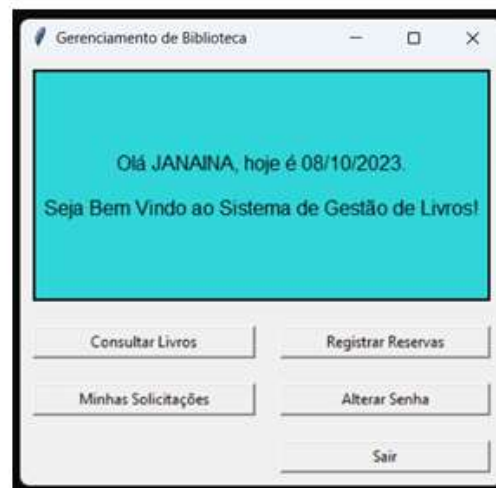 Gerenciamento de Biblioteca
Olá JANAINA, hoje é 08/10/2023.
Seja Bem Vindo ao Sistema de Gestão de Livros!
Consultar Livros
Registrar Reservas
Minhas Solicitações
Alterar Senha
Sair